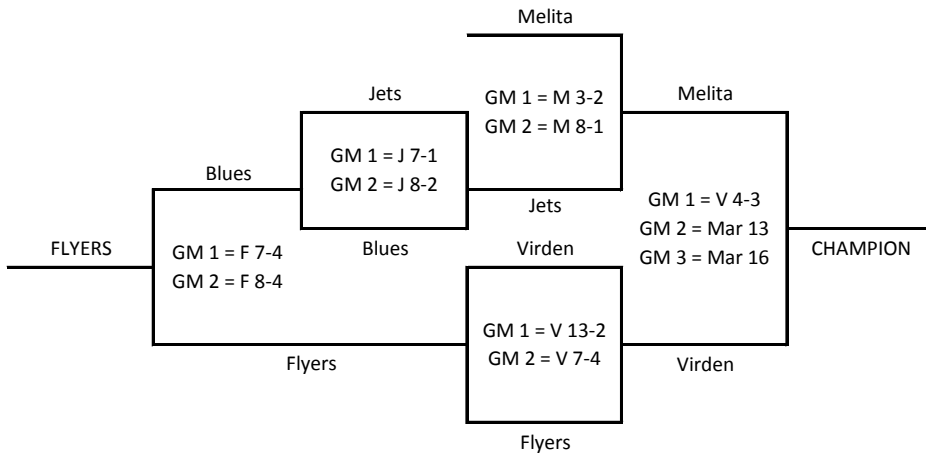 Melita
GM 1 = M 3-2
GM 2 = M 8-1
Jets
Melita
GM 1 = J 7-1
GM 2 = J 8-2
Blues
Jets
GM 1 = V 4-3
GM 2 = Mar 13
GM 3 = Mar 16
FLYERS
GM 1 = F 7-4
GM 2 = F 8-4
Blues
Virden
CHAMPION
GM 1 = V 13-2
GM 2 = V 7-4
Flyers
Virden
Flyers